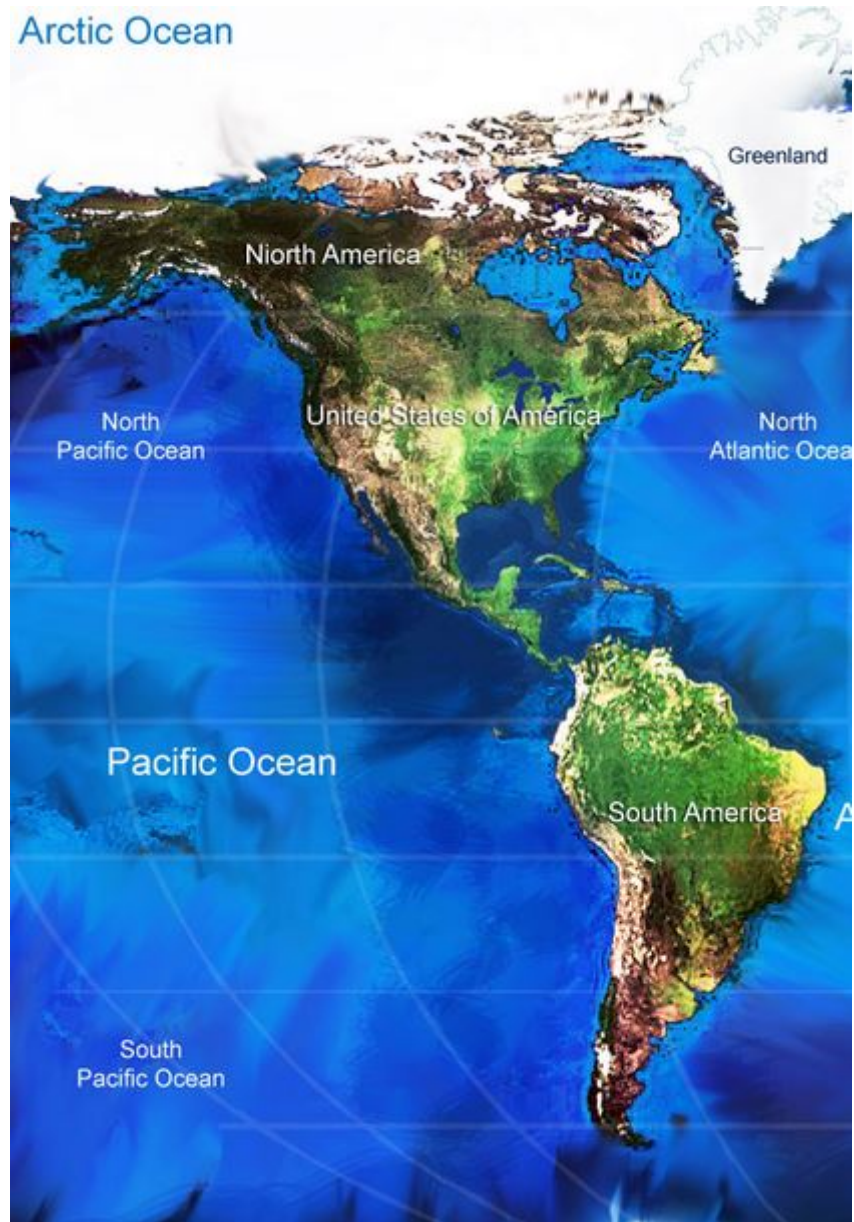 Arctic Ocean
Greenland
Niorth America
United States of America
North
Pacific Ocean
North
Atlantic Ocea
Pacific Ocean
South America
A
South
Pacific Ocean